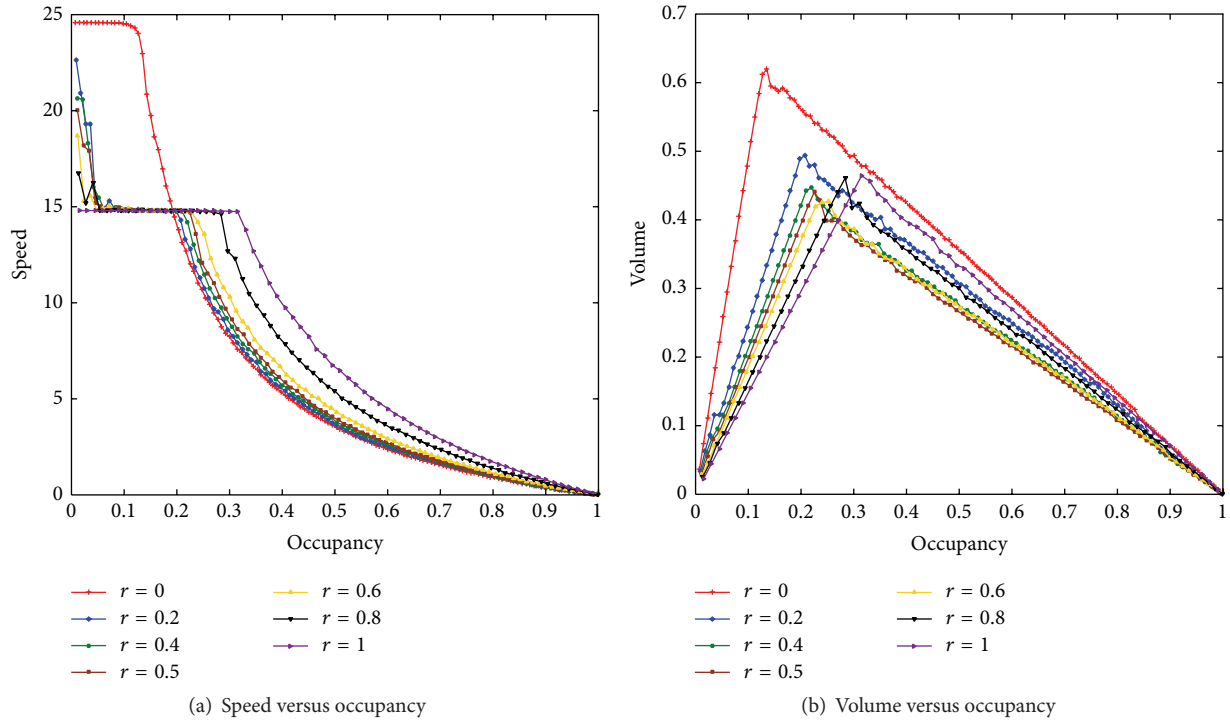 25
20
15
10
5
0
Speed
0 0.1 0.2 0.3 0.4 0.5 0.6 0.7 0.8 0.9 1
Occupancy
r = 0
r = 0.2
r = 0.4
r = 0.5
r = 0.6
r = 0.8
r = 1
(a) Speed versus occupancy
0.7
0.6
0.5
0.4
0.3
0.2
0.1
0
Volume
0 0.1 0.2 0.3 0.4 0.5 0.6 0.7 0.8 0.9 1
Occupancy
r = 0
r = 0.2
r = 0.4
r = 0.5
r = 0.6
r = 0.8
r = 1
(b) Volume versus occupancy